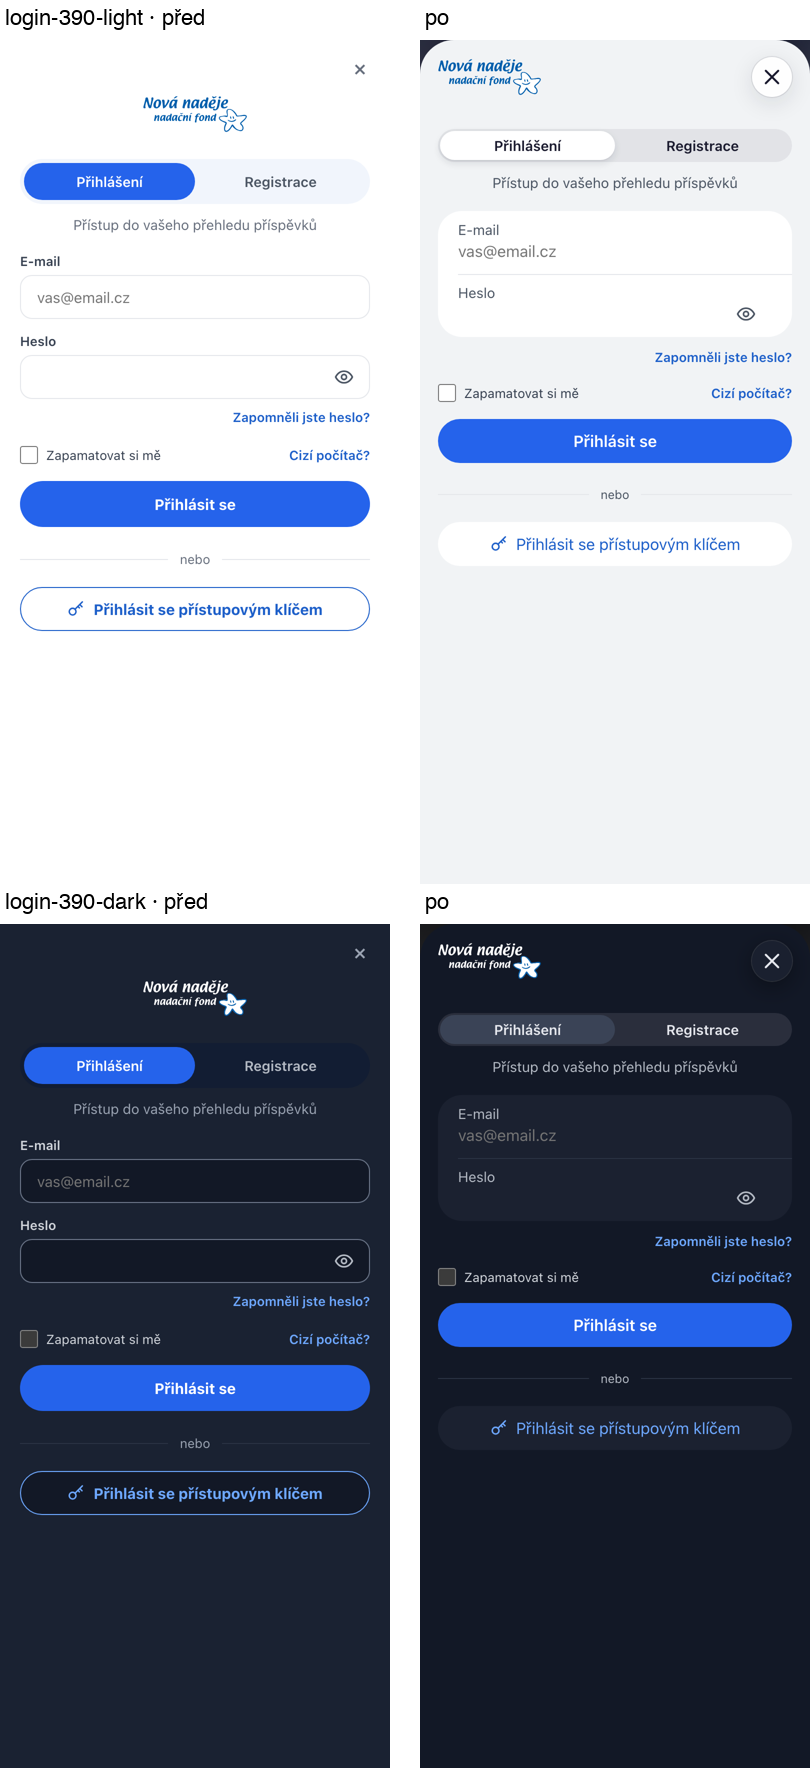 login-390-light · před
Nová naděje
nadační fond
Přihlášení
Registrace
Přístup do vašeho přehledu příspěvků
E-mail
vas@email.cz
Heslo
Zapomněli jste heslo?
Zapamatovat si mě
Cizí počítač?
Přihlásit se
nebo
Přihlásit se přístupovým klíčem
po
Nová naděje
nadační fond
Přihlášení
Registrace
Přístup do vašeho přehledu příspěvků
E-mail
vas@email.cz
Heslo
Zapomněli jste heslo?
Zapamatovat si mě
Cizí počítač?
Přihlásit se
nebo
Přihlásit se přístupovým klíčem
login-390-dark · před
Nová naděje
nadační fond
Přihlášení
Registrace
Přístup do vašeho přehledu příspěvků
E-mail
vas@email.cz
Heslo
Zapomněli jste heslo?
Zapamatovat si mě
Cizí počítač?
Přihlásit se
nebo
Přihlásit se přístupovým klíčem
po
Nová naděje
nadační fond
Přihlášení
Registrace
Přístup do vašeho přehledu příspěvků
E-mail
vas@email.cz
Heslo
Zapomněli jste heslo?
Zapamatovat si mě
Cizí počítač?
Přihlásit se
nebo
Přihlásit se přístupovým klíčem